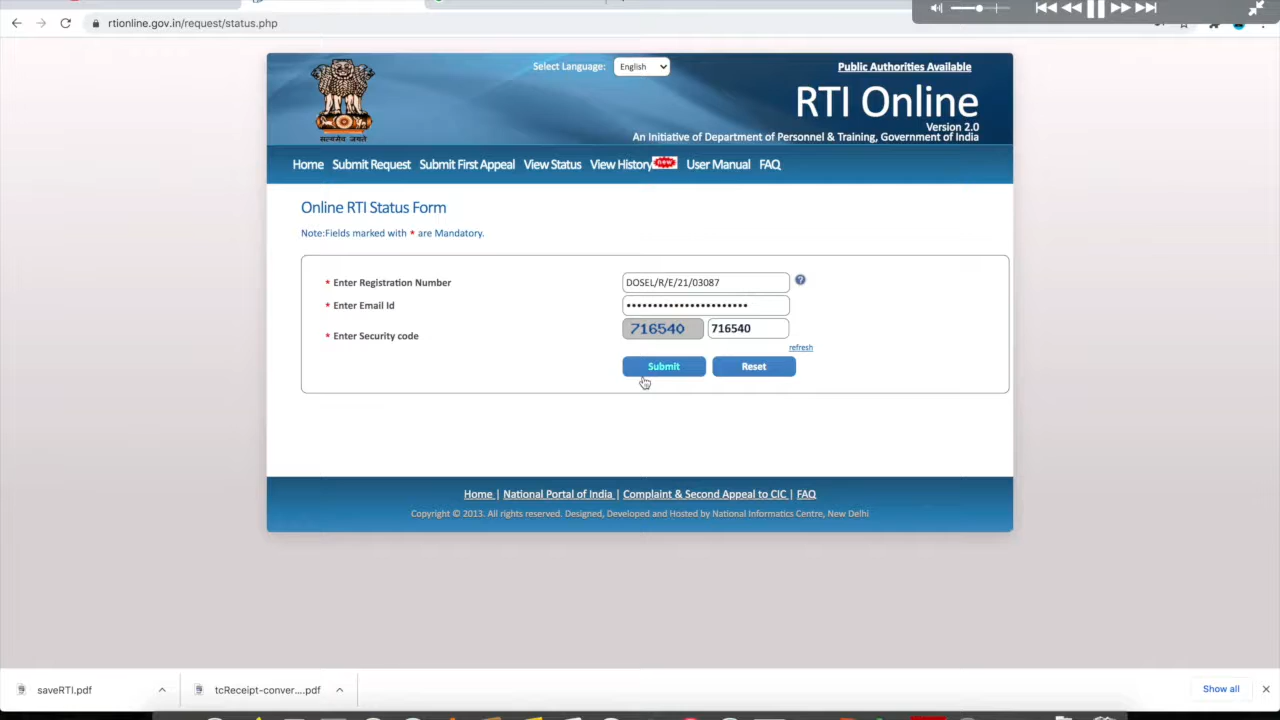 rtionline.gov.in/request/status.php
Select Language: English
Public Authorities Available
RTI Online
Version 2.0
An Initiative of Department of Personnel & Training, Government of India
सत्यमेव जयते
Home Submit Request Submit First Appeal View Status View History new User Manual FAQ
Online RTI Status Form
Note:Fields marked with * are Mandatory.
* Enter Registration Number DOSEL/R/E/21/03087
* Enter Email Id ••••••••••••••••••••••••
* Enter Security code 716540 716540
refresh
Submit Reset
Home | National Portal of India | Complaint & Second Appeal to CIC | FAQ
Copyright © 2013. All rights reserved. Designed, Developed and Hosted by National Informatics Centre, New Delhi
saveRTI.pdf tcReceipt-conver....pdf Show all